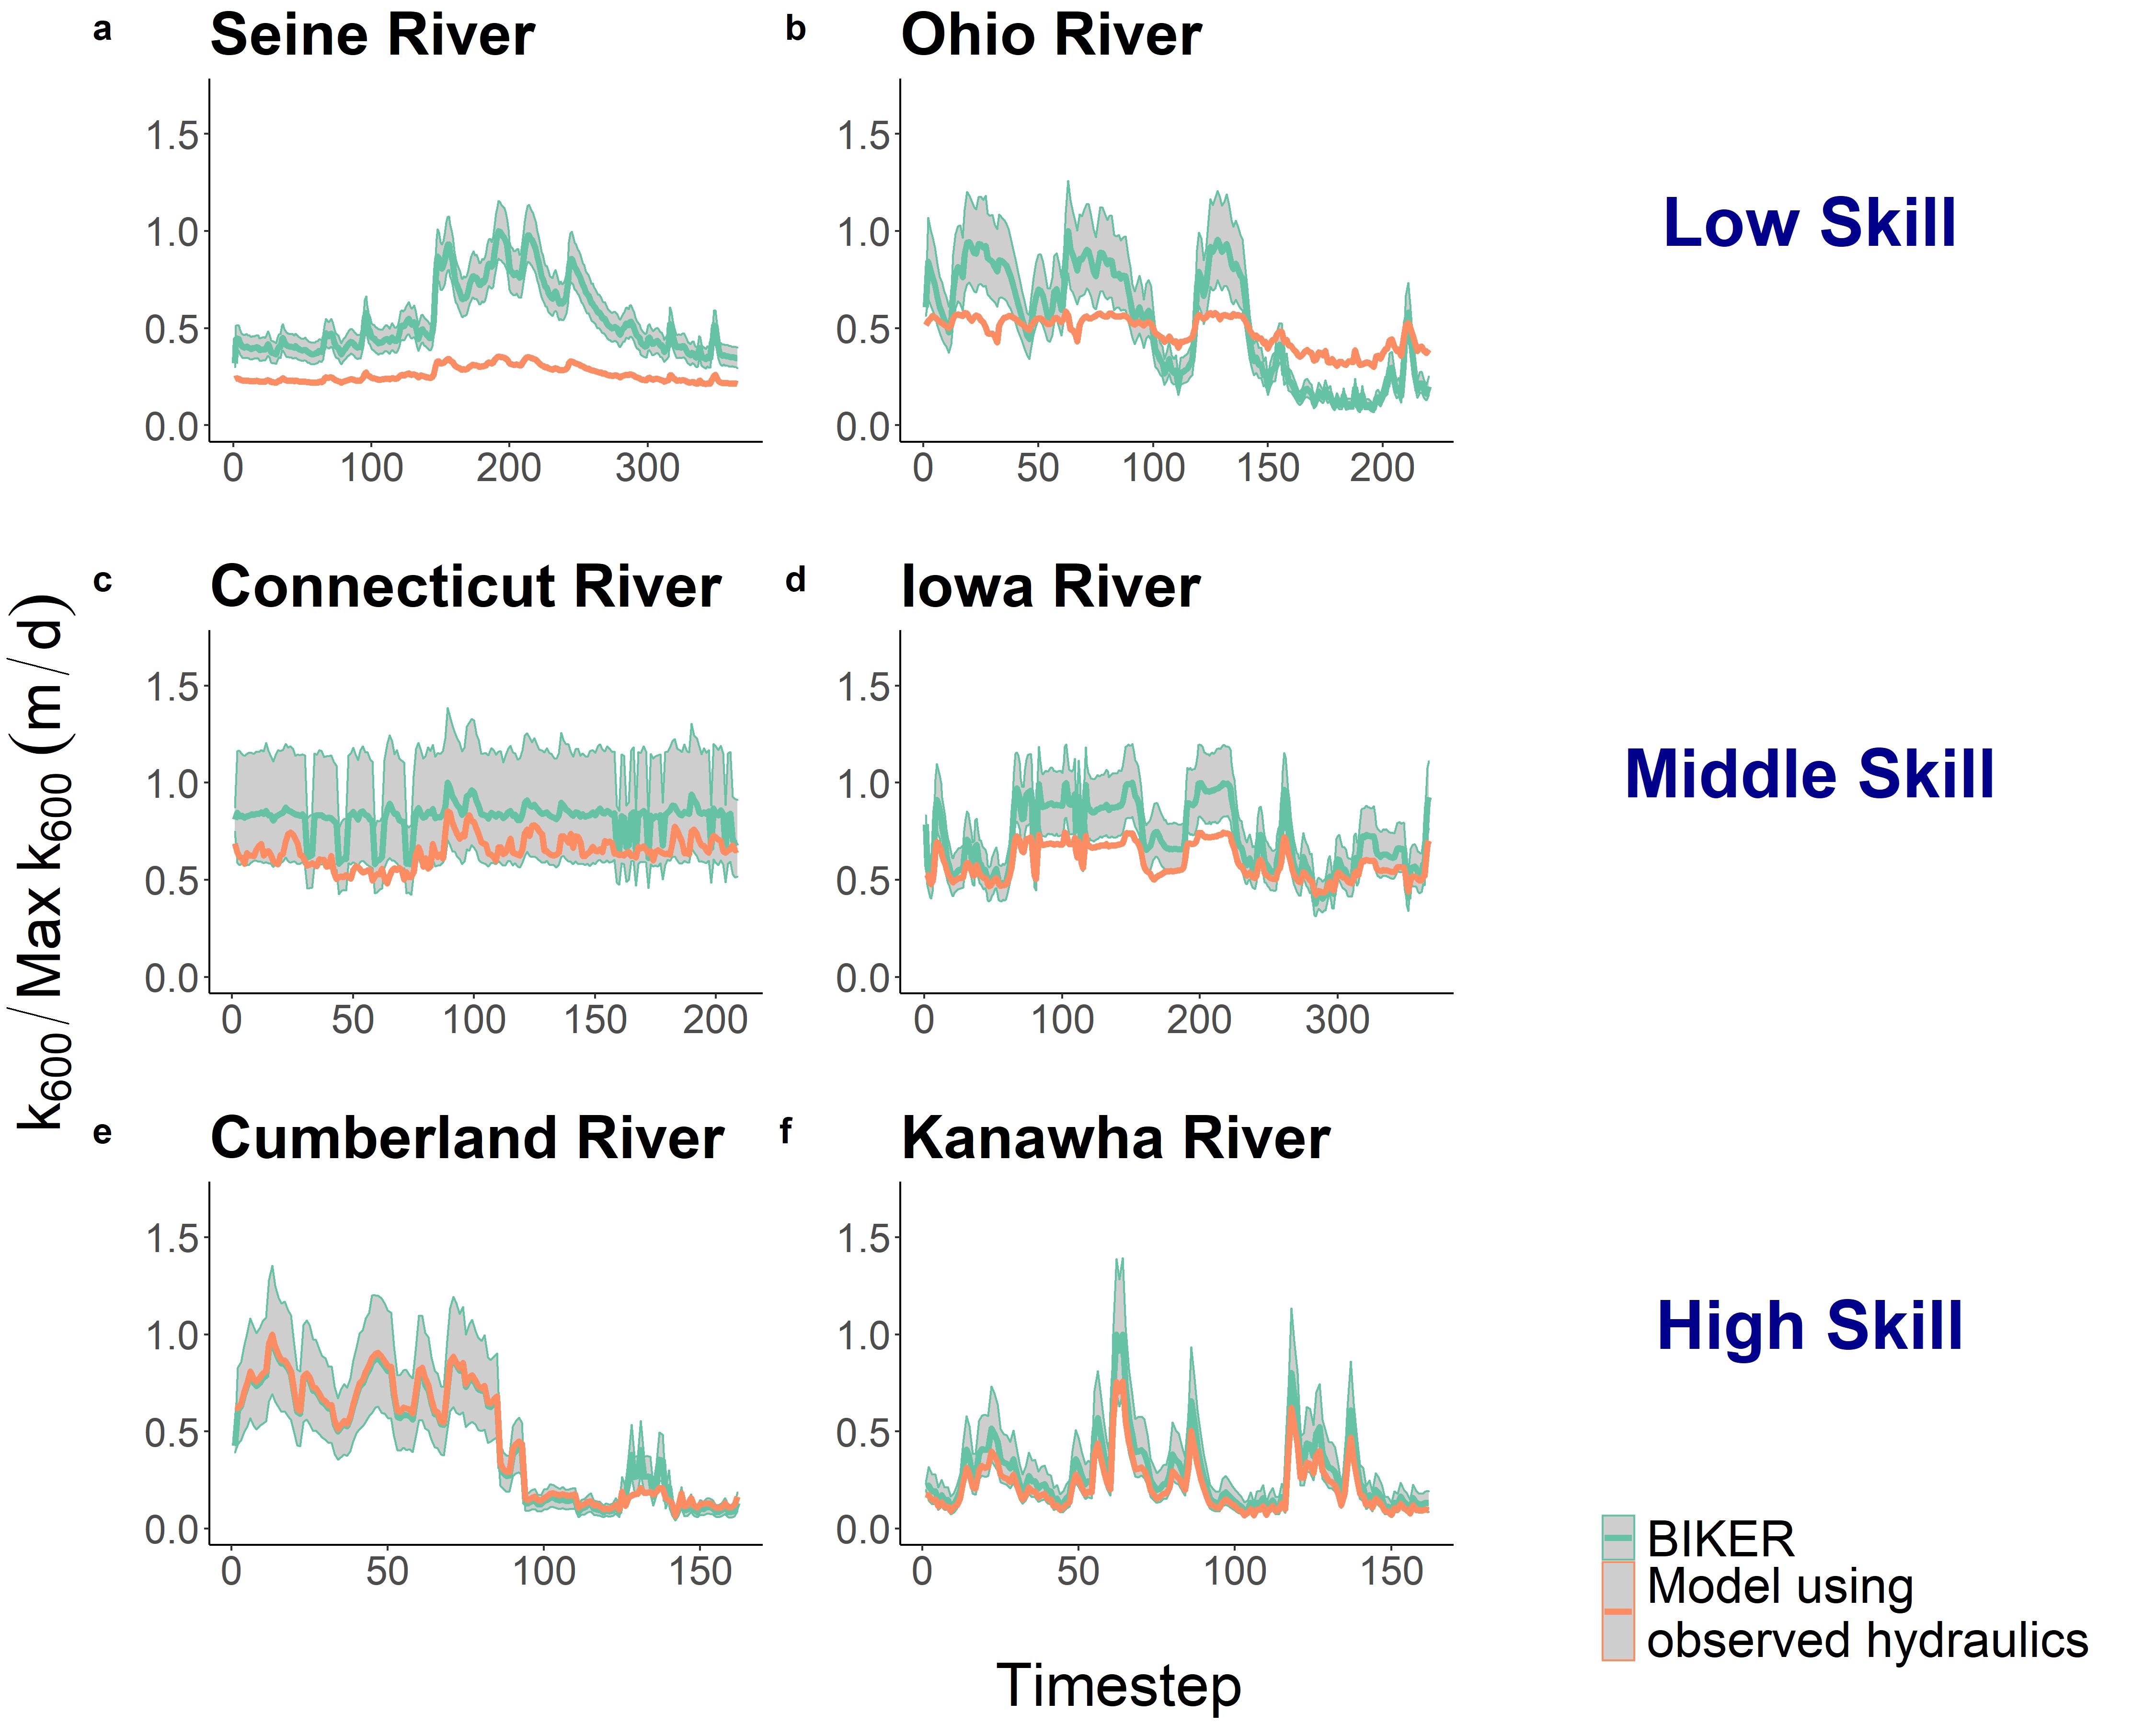 a Seine River
b Ohio River
1.5
1.0
0.5
0.0
0 100 200 300
1.5
1.0
0.5
0.0
0 50 100 150 200
Low Skill
c Connecticut River
d Iowa River
1.5
1.0
0.5
0.0
0 50 100 150 200
1.5
1.0
0.5
0.0
0 100 200 300
Middle Skill
k600/Max k600 (m/d)
e Cumberland River
f Kanawha River
1.5
1.0
0.5
0.0
0 50 100 150
1.5
1.0
0.5
0.0
0 50 100 150
High Skill
BIKER
Model using
observed hydraulics
Timestep